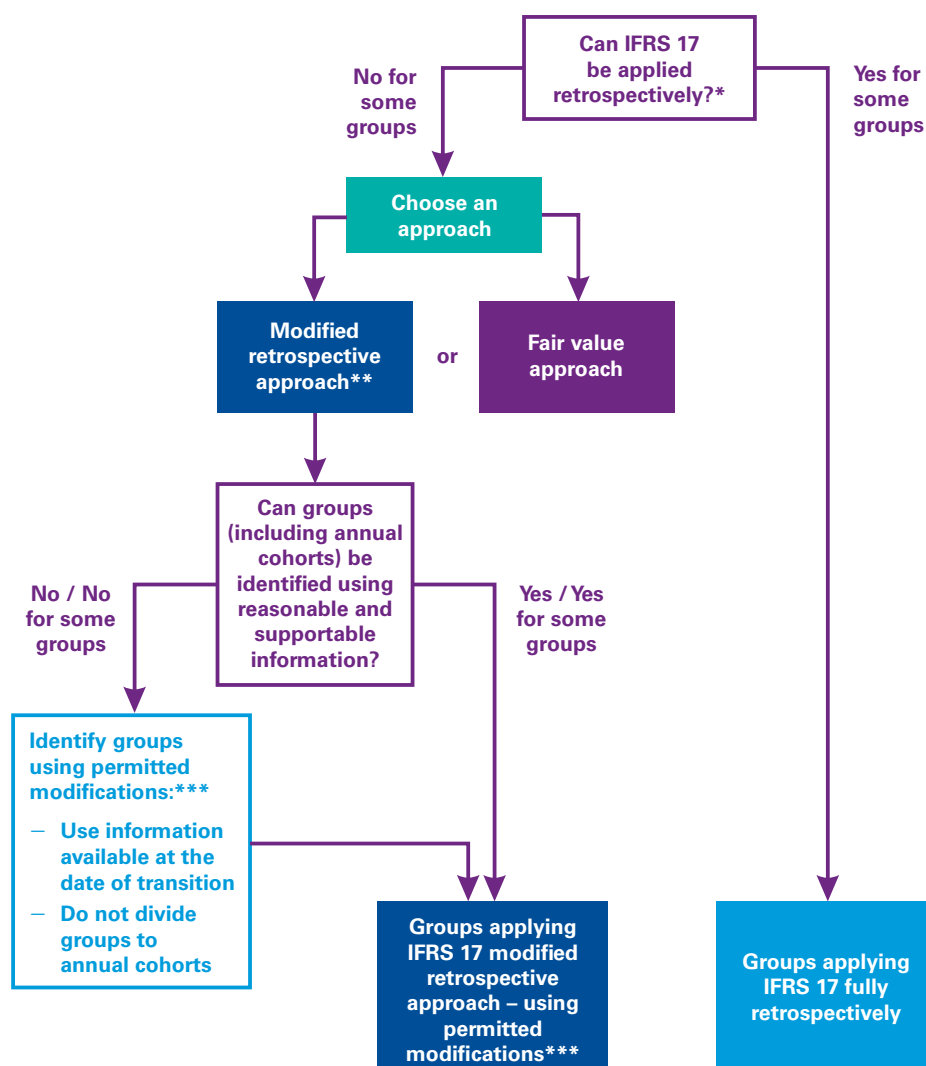 Can IFRS 17
be applied
retrospectively?*
No for
some
groups
Yes for
some
groups
Choose an
approach
Modified
retrospective
approach**
or
Fair value
approach
Can groups
(including annual
cohorts) be
identified using
reasonable and
supportable
information?
No / No
for some
groups
Yes / Yes
for some
groups
Identify groups
using permitted
modifications:***
– Use information
available at the
date of transition
– Do not divide
groups to
annual cohorts
Groups applying
IFRS 17 modified
retrospective
approach – using
permitted
modifications***
Groups applying
IFRS 17 fully
retrospectively